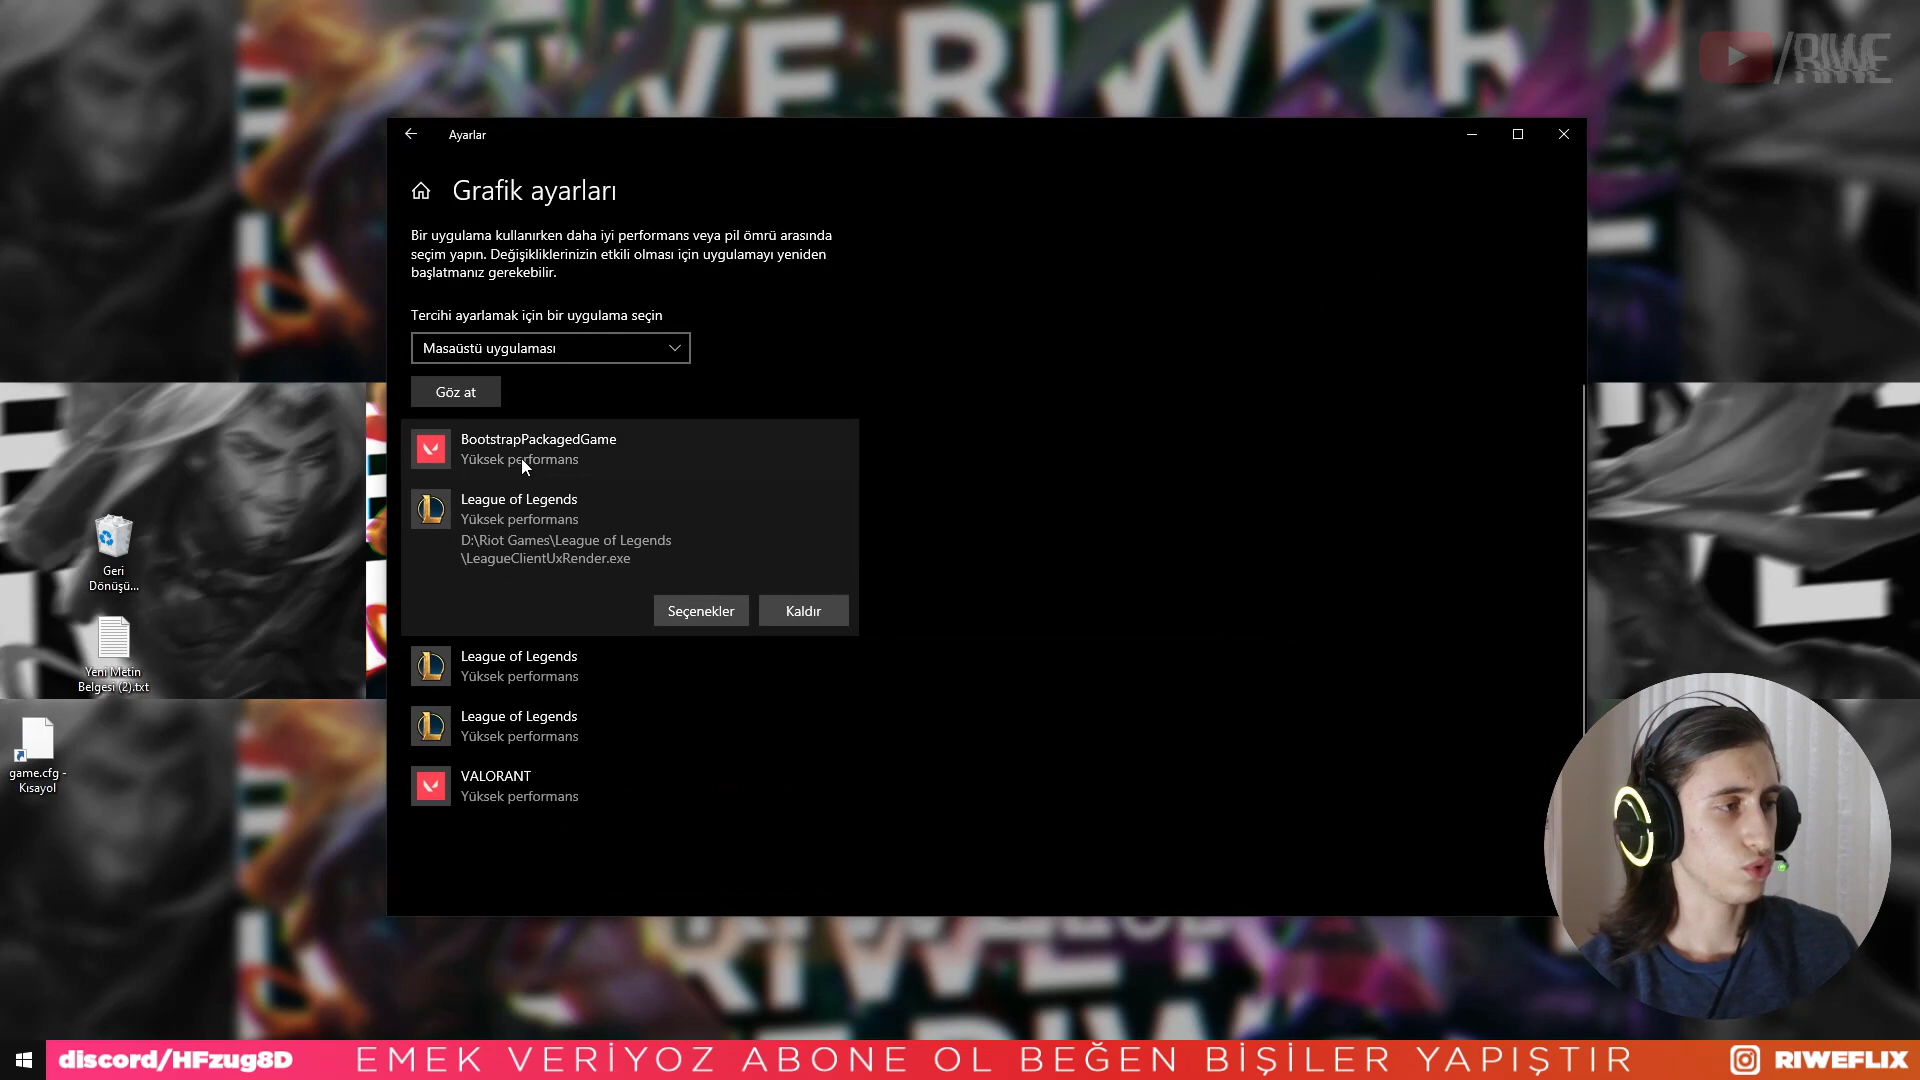 WE RIWE R
/RIWE
Ayarlar
Grafik ayarları
Bir uygulama kullanırken daha iyi performans veya pil ömrü arasında
seçim yapın. Değişikliklerinizin etkili olması için uygulamayı yeniden
başlatmanız gerekebilir.
Tercihi ayarlamak için bir uygulama seçin
Masaüstü uygulaması
Göz at
BootstrapPackagedGame
Yüksek performans
League of Legends
Yüksek performans
D:\Riot Games\League of Legends
\LeagueClientUxRender.exe
Seçenekler
Kaldır
League of Legends
Yüksek performans
League of Legends
Yüksek performans
VALORANT
Yüksek performans
Geri
Dönüşü...
Yeni Metin
Belgesi (2).txt
game.cfg -
Kısayol
discord/HFzug8D
EMEK VERİYOZ ABONE OL BEĞEN BİŞİLER YAPIŞTIR
RIWEFLIX